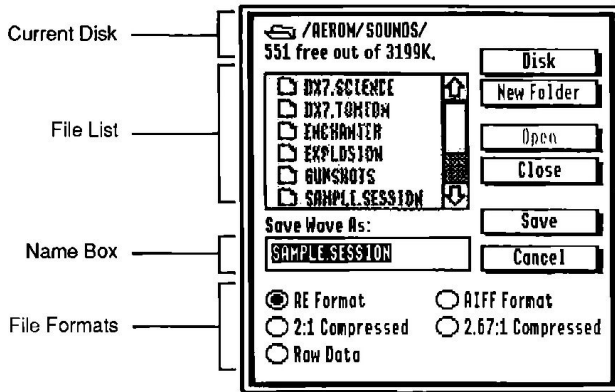 Current Disk
File List
Name Box
File Formats
/AEROM/SOUNDS/
551 free out of 3199K.
DX7.SCIENCE
DX7.TOMTOM
ENCHANTER
EXPLOSION
GUNSHOTS
SAMPLE.SESSION
Save Wave As:
SAMPLE.SESSION
Disk
New Folder
Open
Close
Save
Cancel
RE Format
AIFF Format
2:1 Compressed
2.67:1 Compressed
Raw Data